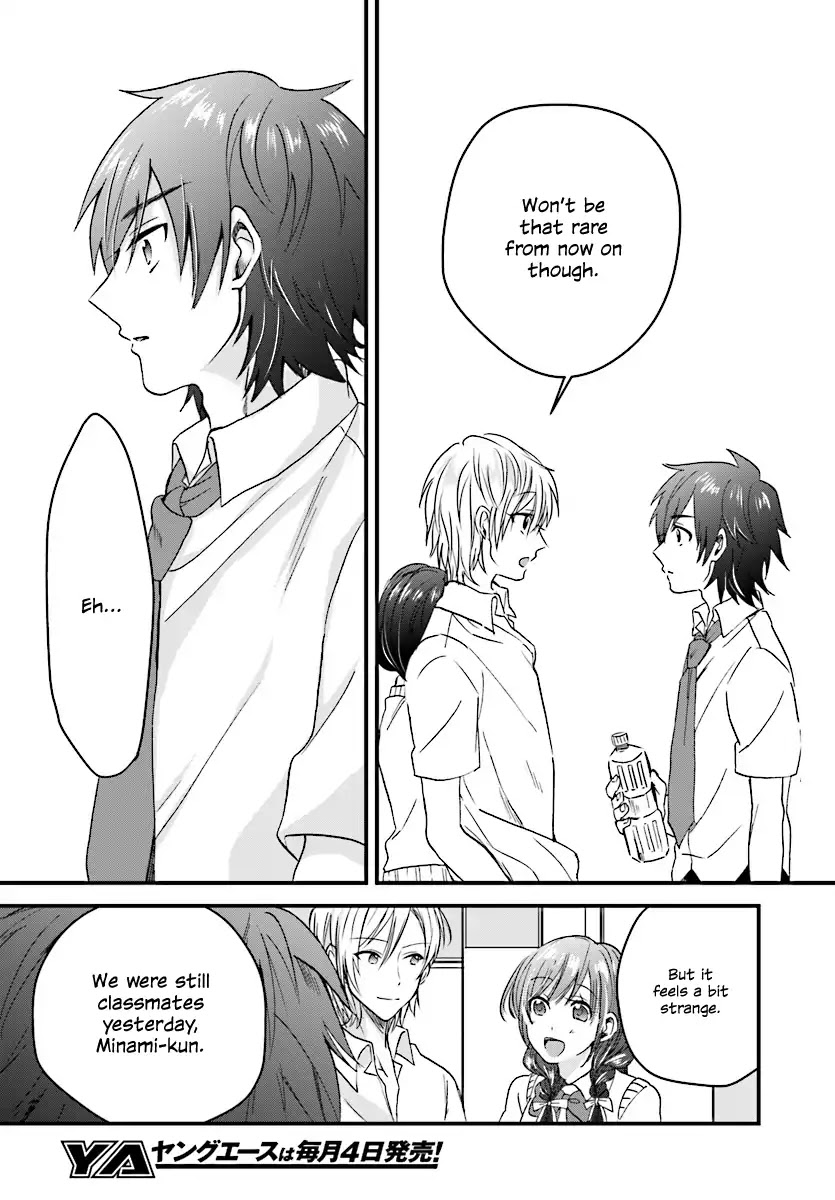 Won't be
that rare
from now on
though.
Eh...
But it
feels a bit
strange.
We were still
classmates
yesterday,
Minami-kun.
YA ヤングエースは毎月4日発売!